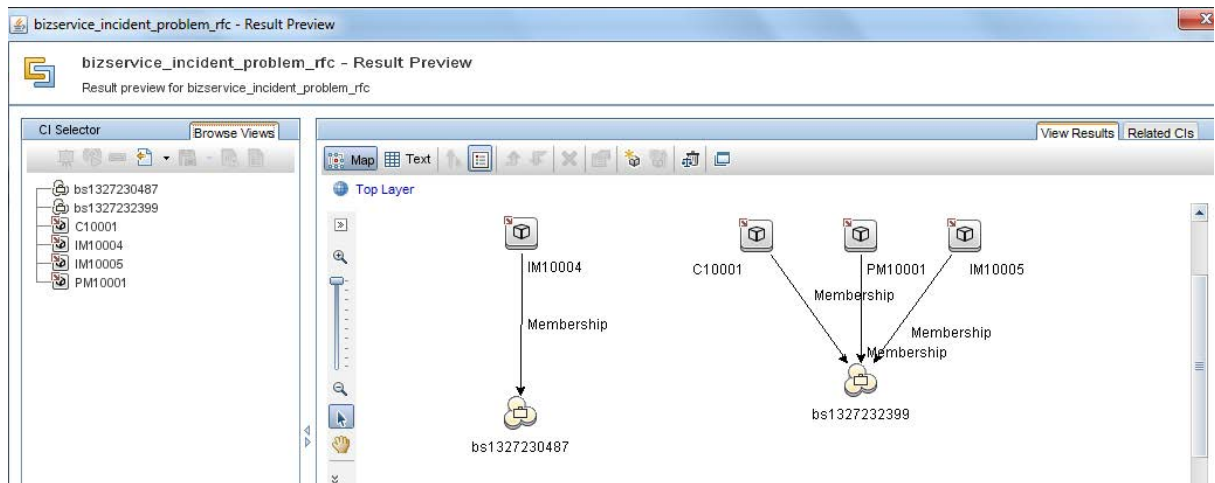 bizservice_incident_problem_rfc - Result Preview
bizservice_incident_problem_rfc - Result Preview
Result preview for bizservice_incident_problem_rfc
CI Selector
Browse Views
bs1327230487
bs1327232399
C10001
IM10004
IM10005
PM10001
View Results
Related CIs
Map
Text
Top Layer
IM10004
C10001
PM10001
IM10005
Membership
Membership
Membership
Membership
bs1327232399
bs1327230487